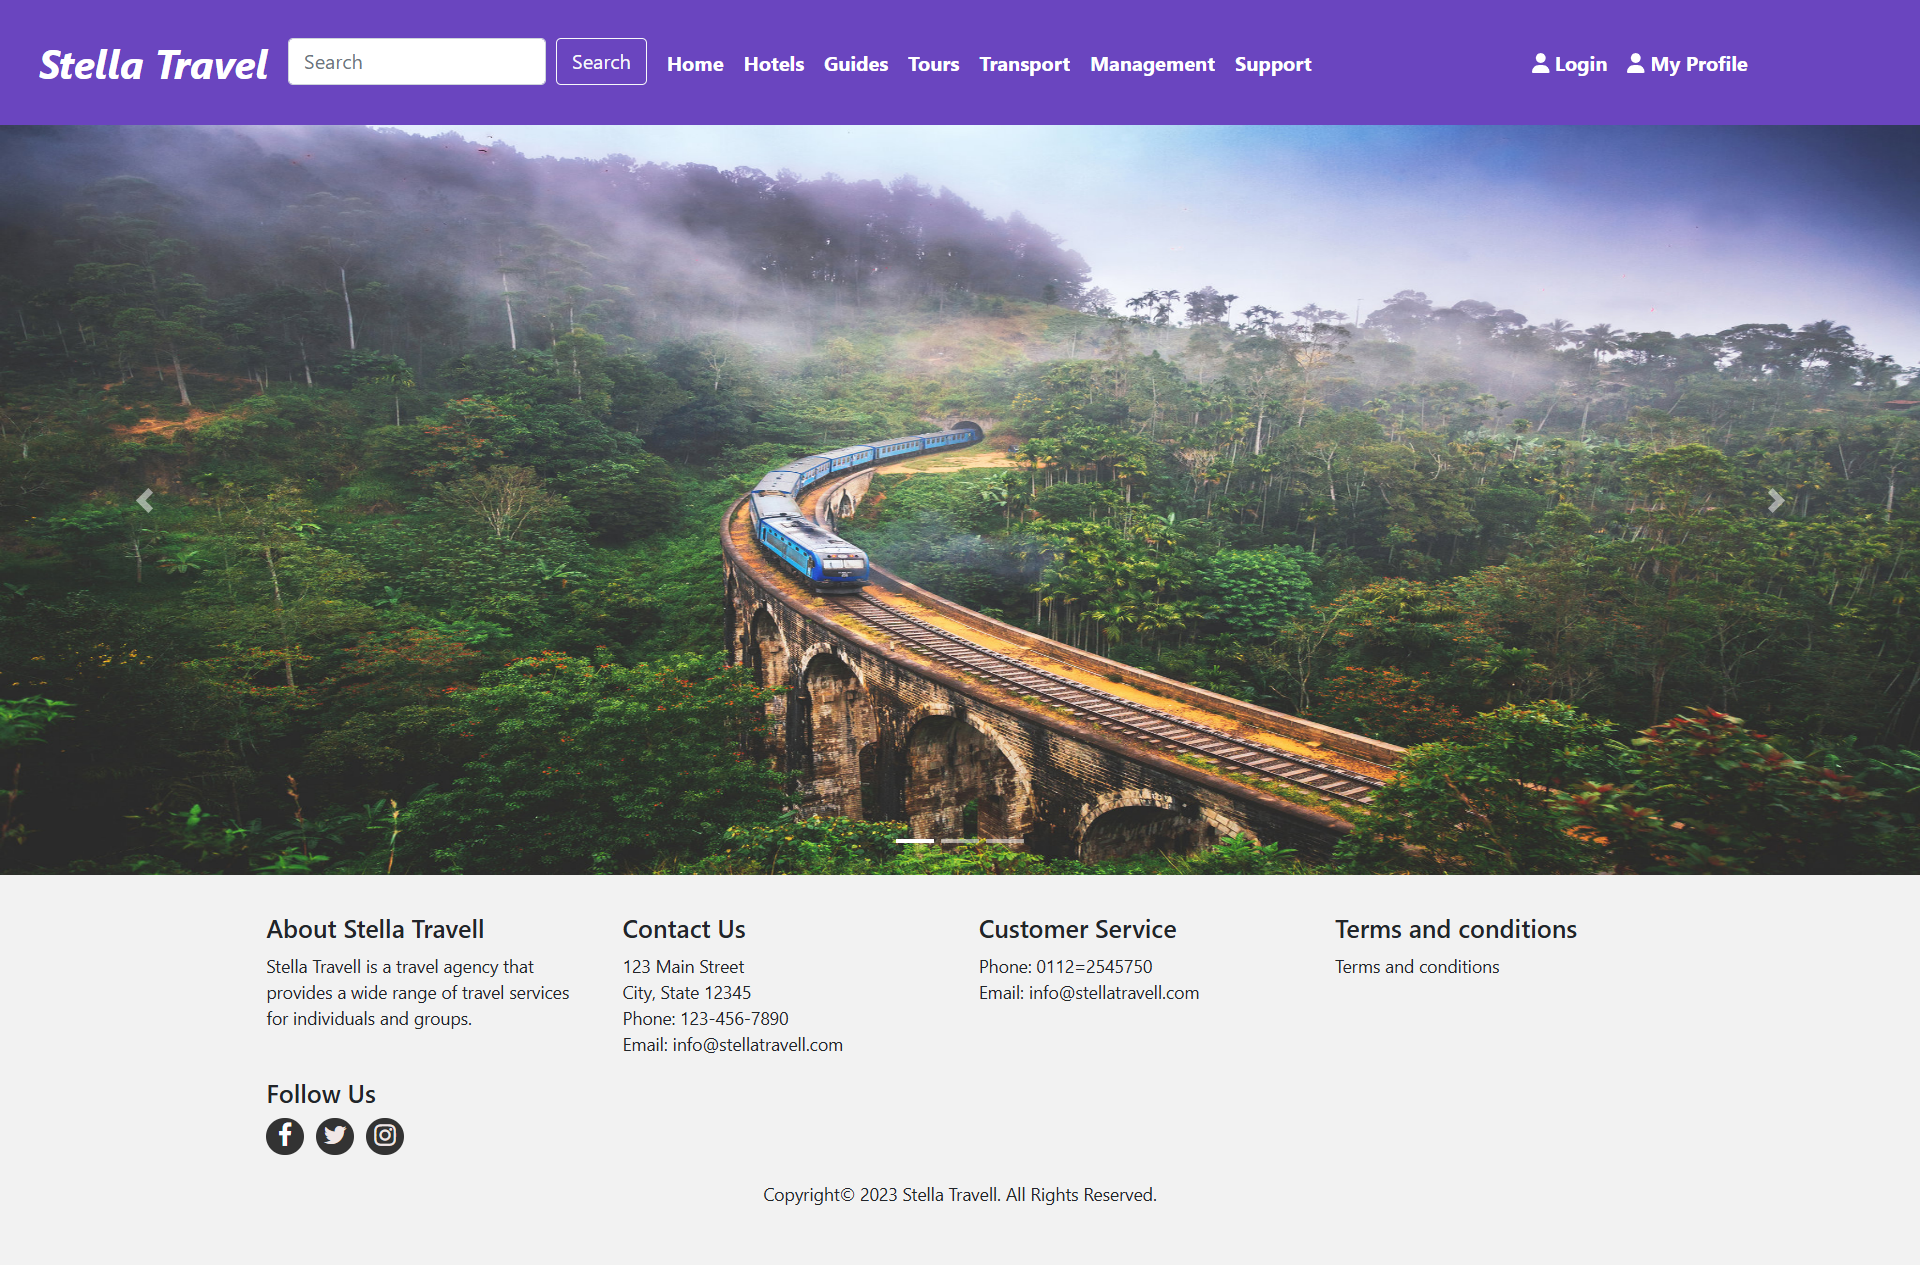 Stella Travel
Search
Search
Home
Hotels
Guides
Tours
Transport
Management
Support
Login
My Profile
About Stella Travell
Stella Travell is a travel agency that
provides a wide range of travel services
for individuals and groups.
Contact Us
123 Main Street
City, State 12345
Phone: 123-456-7890
Email: info@stellatravell.com
Customer Service
Phone: 0112=2545750
Email: info@stellatravell.com
Terms and conditions
Terms and conditions
Follow Us
Copyright© 2023 Stella Travell. All Rights Reserved.